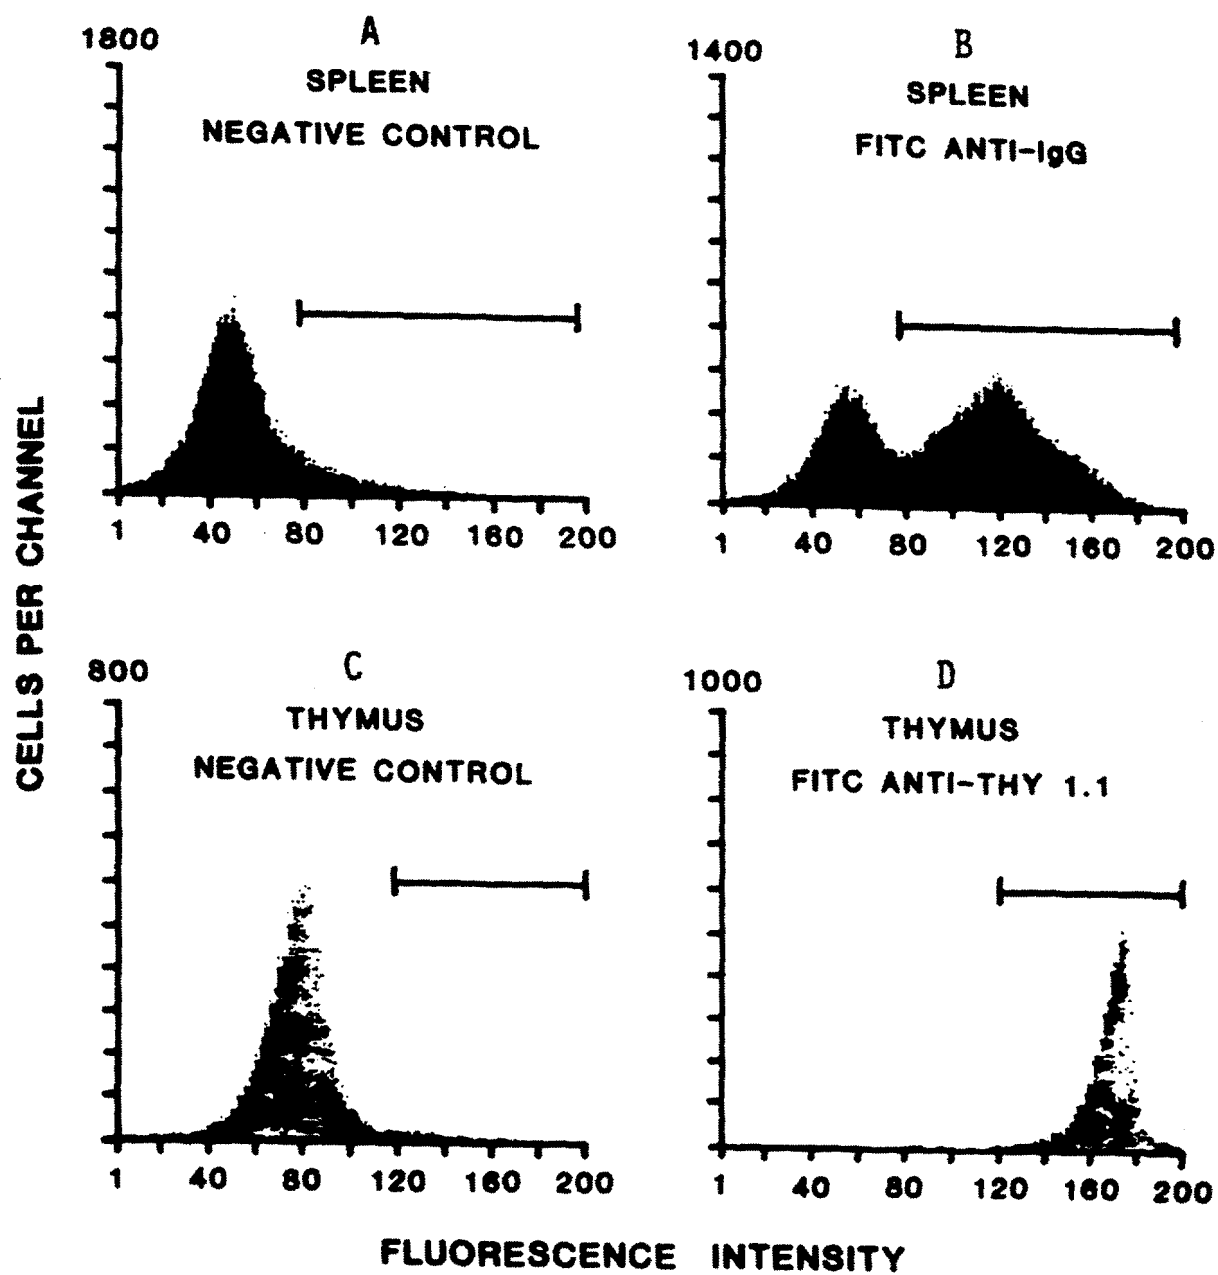 A
1800
SPLEEN
NEGATIVE CONTROL
1 40 80 120 160 200
B
1400
SPLEEN
FITC ANTI-IgG
1 40 80 120 160 200
CELLS PER CHANNEL
C
800
THYMUS
NEGATIVE CONTROL
1 40 80 120 160 200
D
1000
THYMUS
FITC ANTI-THY 1.1
1 40 80 120 160 200
FLUORESCENCE INTENSITY